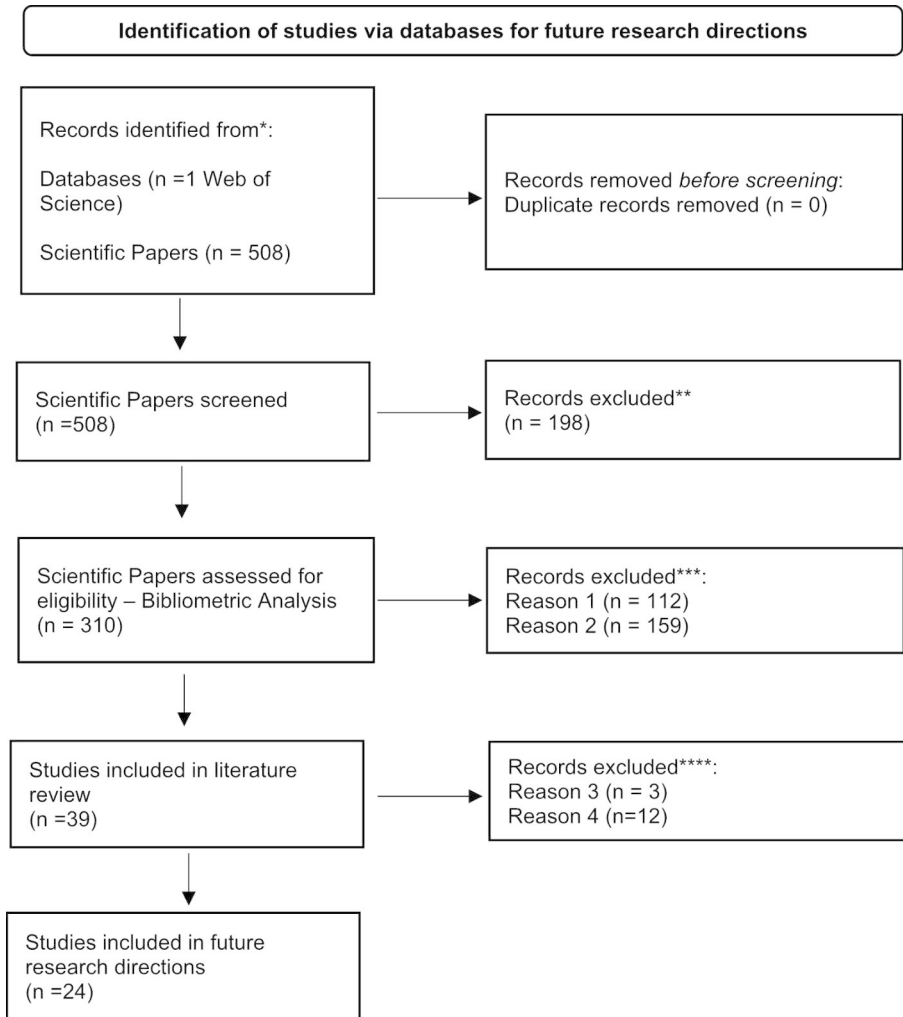 Identification of studies via databases for future research directions
Records identified from*:
Databases (n =1 Web of
Science)
Scientific Papers (n = 508)
Records removed before screening:
Duplicate records removed (n = 0)
Scientific Papers screened
(n =508)
Records excluded**
(n = 198)
Scientific Papers assessed for
eligibility – Bibliometric Analysis
(n = 310)
Records excluded***:
Reason 1 (n = 112)
Reason 2 (n = 159)
Studies included in literature
review
(n =39)
Records excluded****:
Reason 3 (n = 3)
Reason 4 (n=12)
Studies included in future
research directions
(n =24)